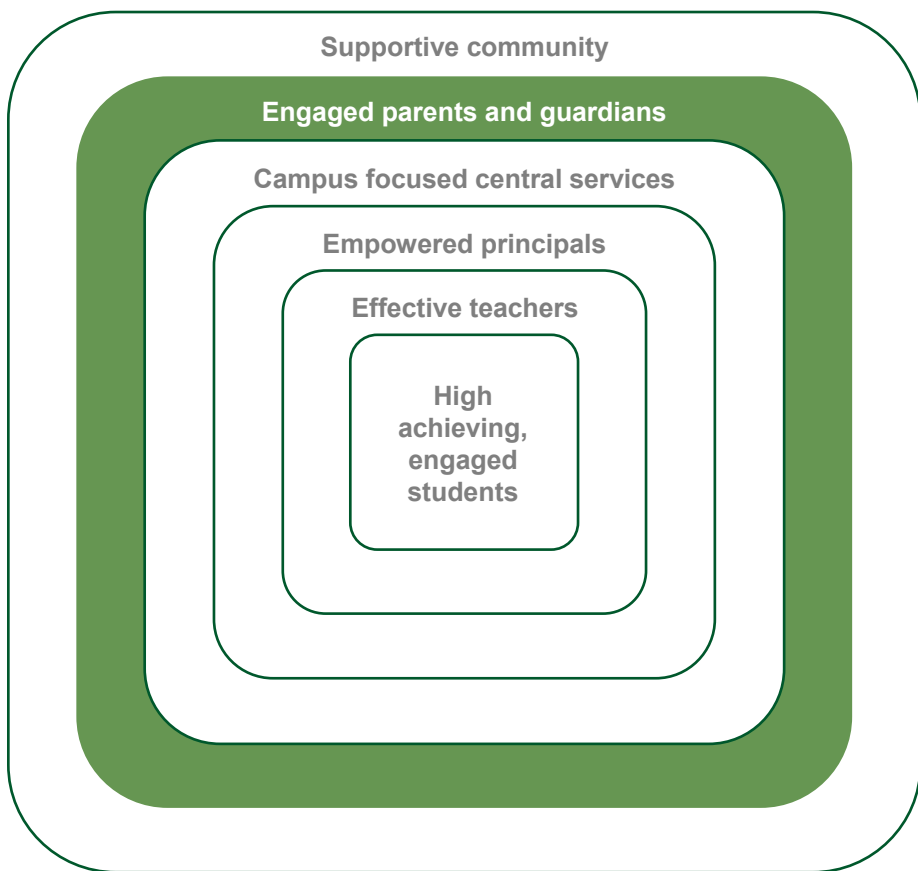 Supportive community
Engaged parents and guardians
Campus focused central services
Empowered principals
Effective teachers
High
achieving,
engaged
students